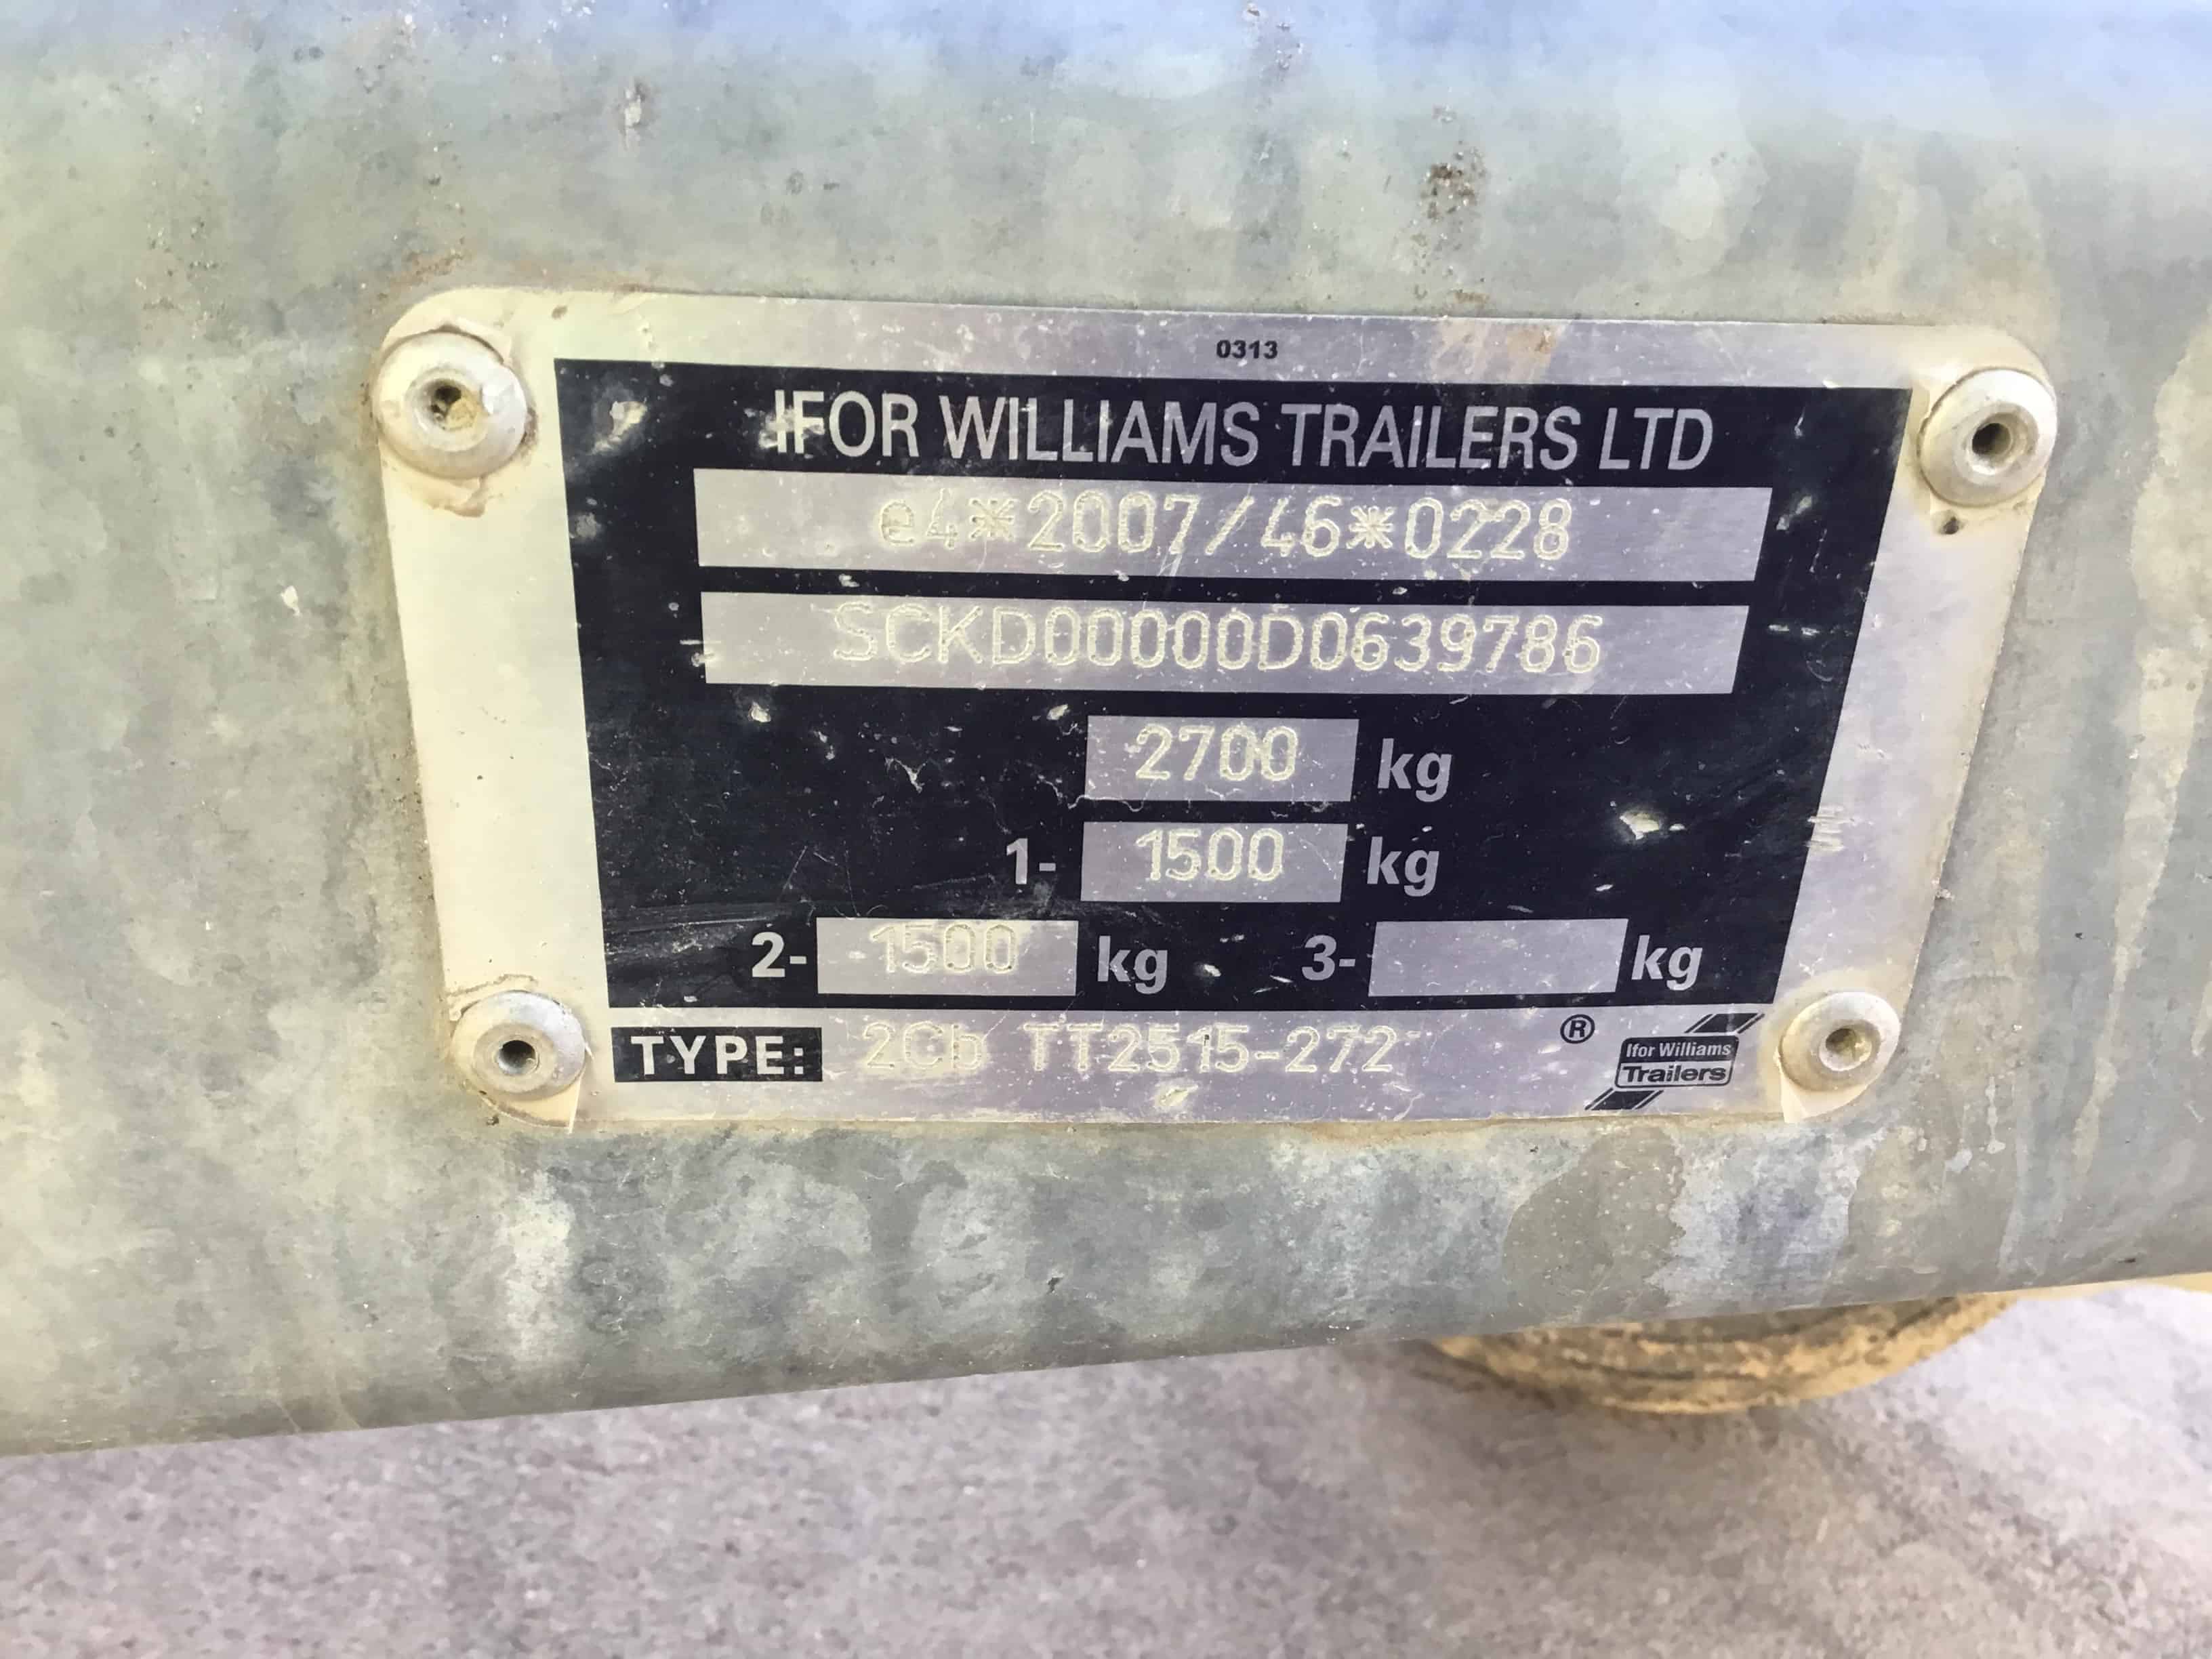 0313
IFOR WILLIAMS TRAILERS LTD
e4*2007/46*0228
SCKD00000D0639786
2700 kg
1- 1500 kg
2- 1500 kg 3- kg
TYPE: 2Cb TT2515-272 ®
Ifor Williams
Trailers